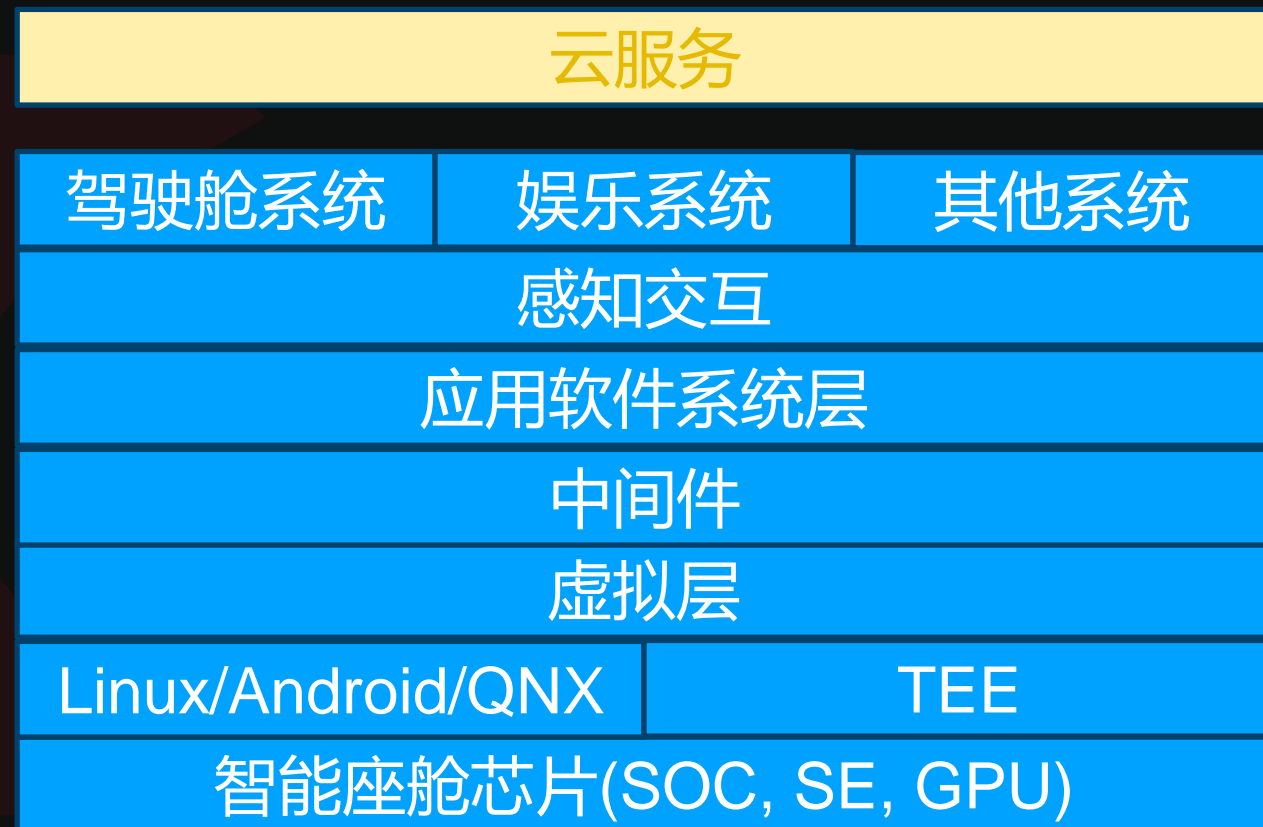 云服务
驾驶舱系统 娱乐系统 其他系统
感知交互
应用软件系统层
中间件
虚拟层
Linux/Android/QNX TEE
智能座舱芯片(SOC, SE, GPU)